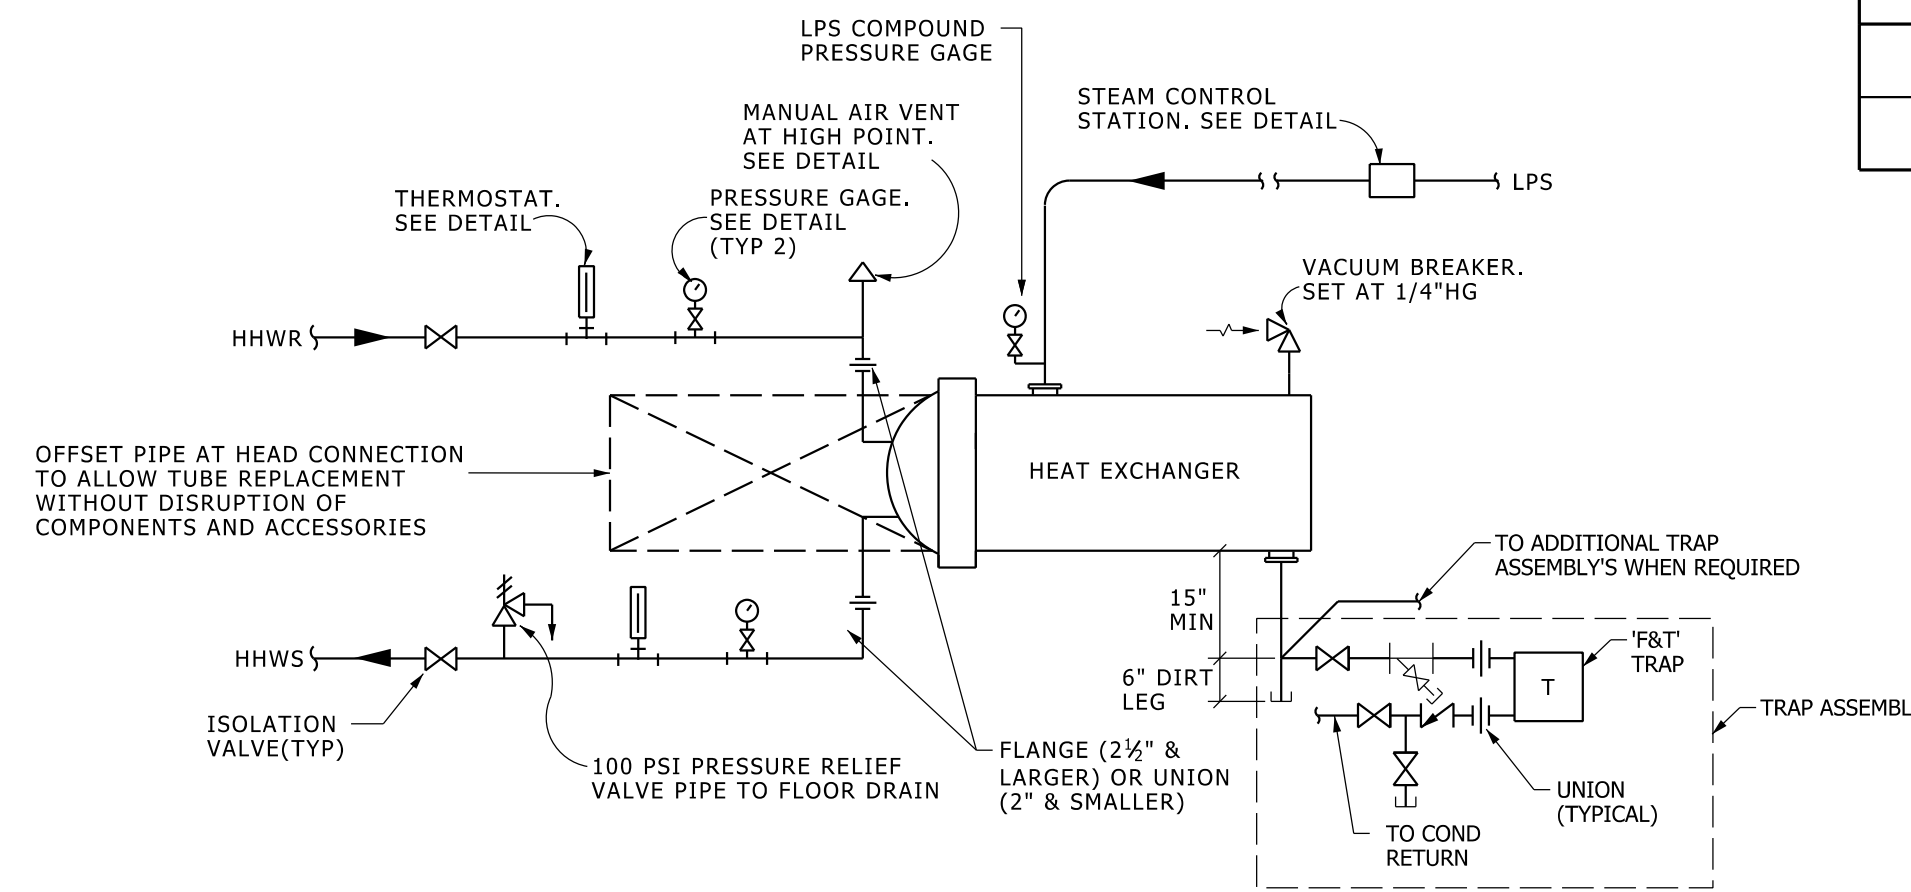 LPS COMPOUND
PRESSURE GAGE
STEAM CONTROL
STATION. SEE DETAIL
MANUAL AIR VENT
AT HIGH POINT.
SEE DETAIL
THERMOSTAT.
SEE DETAIL
PRESSURE GAGE.
SEE DETAIL
(TYP 2)
LPS
VACUUM BREAKER.
SET AT 1/4"HG
HHWR
OFFSET PIPE AT HEAD CONNECTION
TO ALLOW TUBE REPLACEMENT
WITHOUT DISRUPTION OF
COMPONENTS AND ACCESSORIES
HEAT EXCHANGER
TO ADDITIONAL TRAP
ASSEMBLY'S WHEN REQUIRED
15"
MIN
'F&T'
TRAP
HHWS
6" DIRT
LEG
T
TRAP ASSEMBL
ISOLATION
VALVE(TYP)
100 PSI PRESSURE RELIEF
VALVE PIPE TO FLOOR DRAIN
FLANGE (2½" &
LARGER) OR UNION
(2" & SMALLER)
UNION
(TYPICAL)
TO COND
RETURN